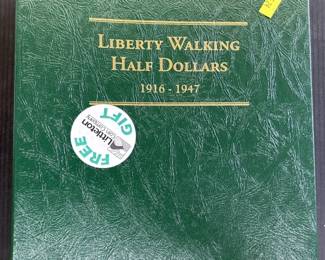 LIBERTY WALKING
HALF DOLLARS
1916 - 1947
FREE
Littleton
GIFT